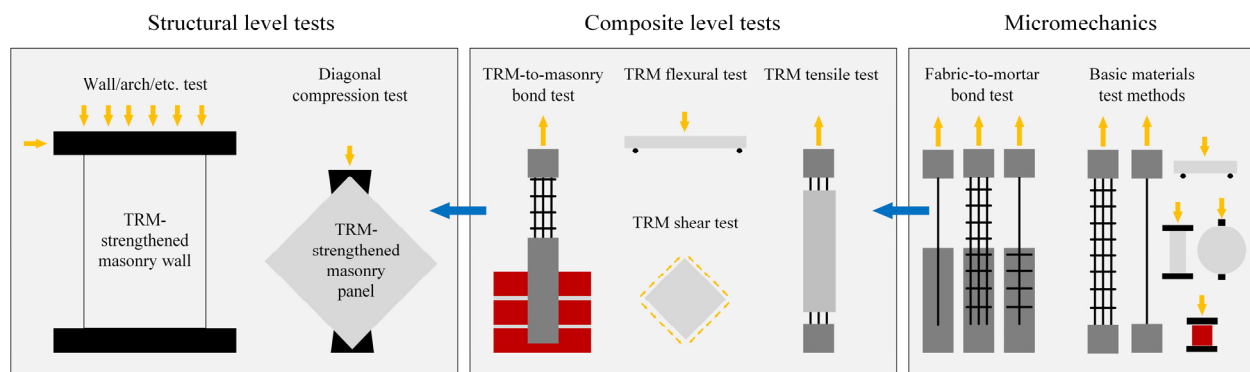 Structural level tests
Wall/arch/etc. test
TRM-
strengthened
masonry wall
Diagonal
compression test
TRM-
strengthened
masonry
panel
Composite level tests
TRM-to-masonry
bond test
TRM flexural test
TRM shear test
TRM tensile test
Micromechanics
Fabric-to-mortar
bond test
Basic materials
test methods